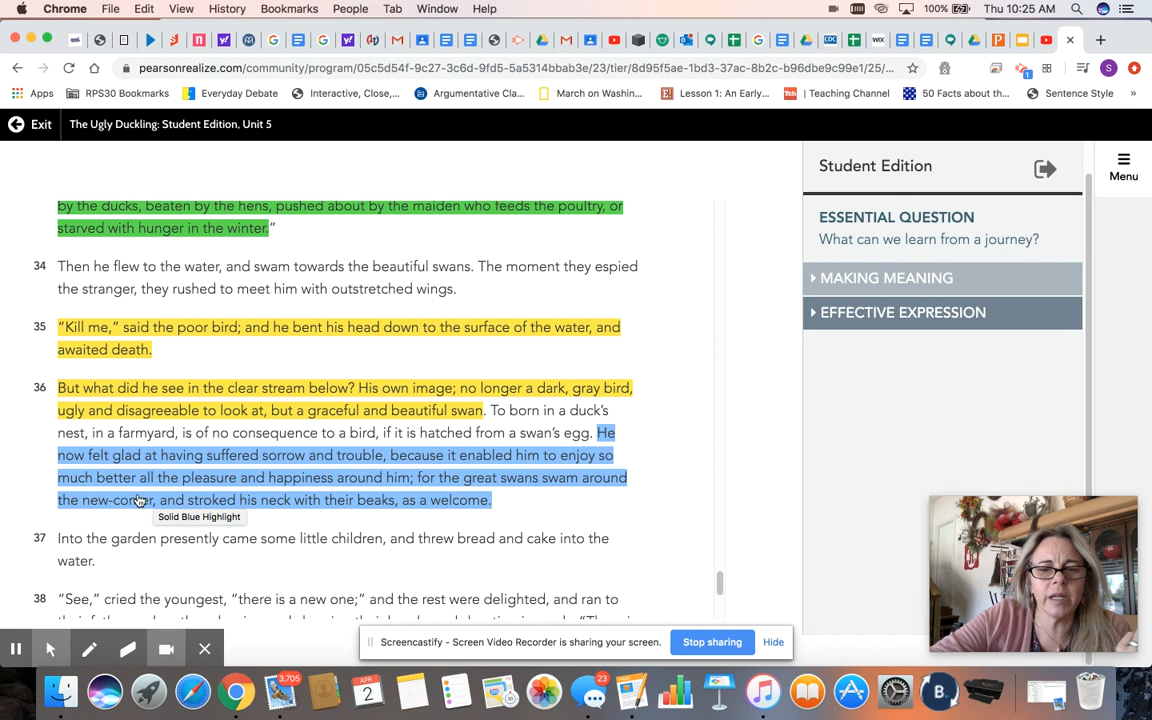 Chrome File Edit View History Bookmarks People Tab Window Help 100% Thu 10:25 AM
pearsonrealize.com/community/program/05c5d54f-9c27-3c6d-9fd5-5a5314bbab3e/23/tier/8d95f5ae-1bd3-37ac-8b2c-b96dbe9c99e1/25/...
Apps RPS30 Bookmarks Everyday Debate Interactive, Close,... Argumentative Cla... March on Washin... Lesson 1: An Early... | Teaching Channel 50 Facts about th... Sentence Style »
Exit The Ugly Duckling: Student Edition, Unit 5
Student Edition
Menu
by the ducks, beaten by the hens, pushed about by the maiden who feeds the poultry, or
starved with hunger in the winter."
ESSENTIAL QUESTION
What can we learn from a journey?
MAKING MEANING
EFFECTIVE EXPRESSION
34 Then he flew to the water, and swam towards the beautiful swans. The moment they espied
the stranger, they rushed to meet him with outstretched wings.
35 "Kill me," said the poor bird; and he bent his head down to the surface of the water, and
awaited death.
36 But what did he see in the clear stream below? His own image; no longer a dark, gray bird,
ugly and disagreeable to look at, but a graceful and beautiful swan. To born in a duck's
nest, in a farmyard, is of no consequence to a bird, if it is hatched from a swan's egg. He
now felt glad at having suffered sorrow and trouble, because it enabled him to enjoy so
much better all the pleasure and happiness around him; for the great swans swam around
the new-comer, and stroked his neck with their beaks, as a welcome.
Solid Blue Highlight
37 Into the garden presently came some little children, and threw bread and cake into the
water.
38 "See," cried the youngest, "there is a new one;" and the rest were delighted, and ran to
Screencastify - Screen Video Recorder is sharing your screen. Stop sharing Hide
3,705
APR
2
23
B